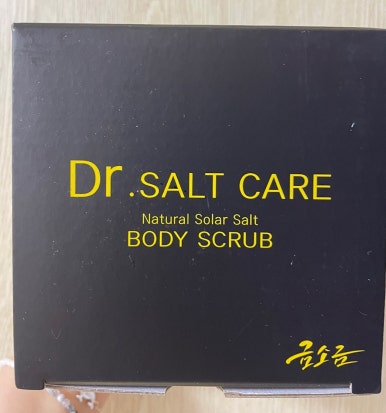 Dr.SALT CARE
Natural Solar Salt
BODY SCRUB
금소금